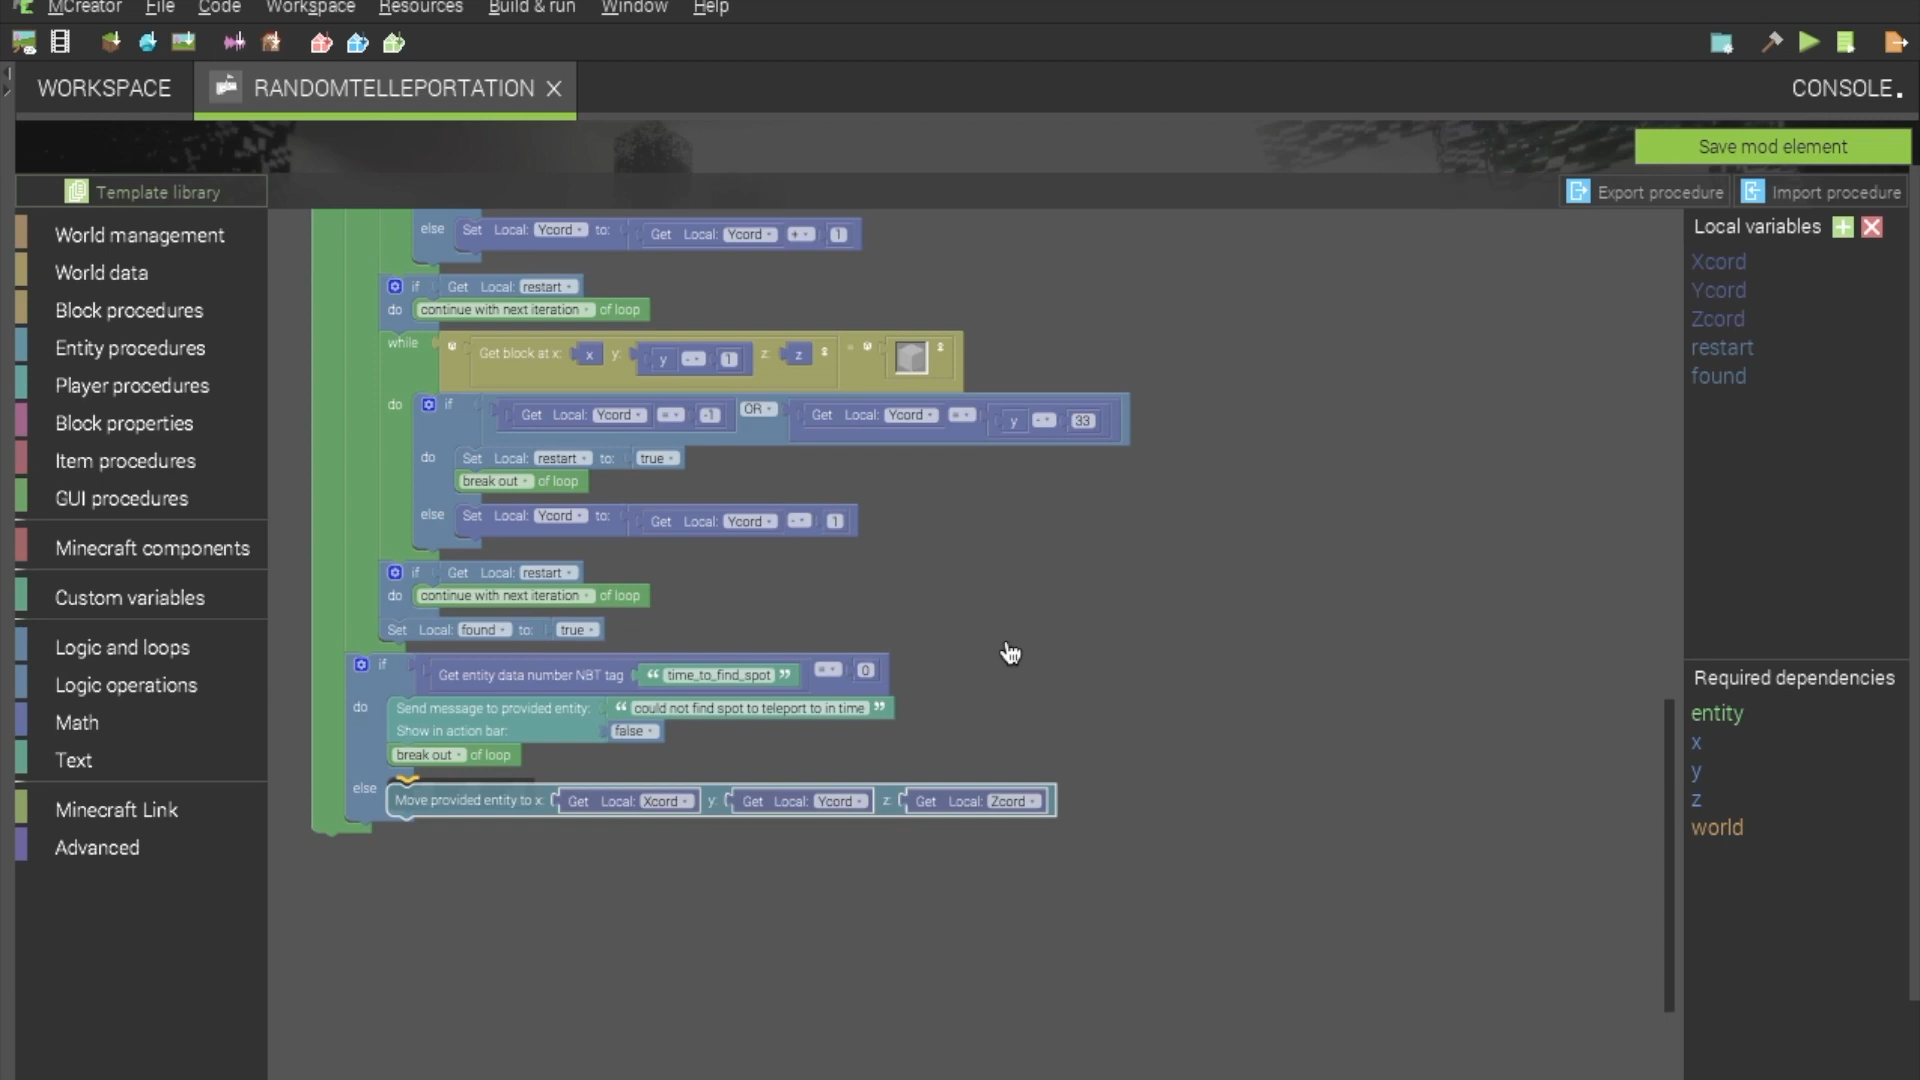 MCreator File Code Workspace Resources Build & run Window Help
WORKSPACE RANDOMTELLEPORTATION CONSOLE
Save mod element
Template library Export procedure Import procedure
World management
World data
Block procedures
Entity procedures
Player procedures
Block properties
Item procedures
GUI procedures
Minecraft components
Custom variables
Logic and loops
Logic operations
Math
Text
Minecraft Link
Advanced
else Set Local: Ycord to: Get Local: Ycord + 1
if Get Local: restart
do continue with next iteration of loop
while Get block at x: x y: y - 1 z: z =
do if Get Local: Ycord = -1 OR Get Local: Ycord = y - 33
do Set Local: restart to: true
break out of loop
else Set Local: Ycord to: Get Local: Ycord - 1
if Get Local: restart
do continue with next iteration of loop
Set Local: found to: true
if Get entity data number NBT tag “ time_to_find_spot ” = 0
do Send message to provided entity: “ could not find spot to teleport to in time ”
Show in action bar: false
break out of loop
else Move provided entity to x: Get Local: Xcord y: Get Local: Ycord z: Get Local: Zcord
Local variables
Xcord
Ycord
Zcord
restart
found
Required dependencies
entity
x
y
z
world